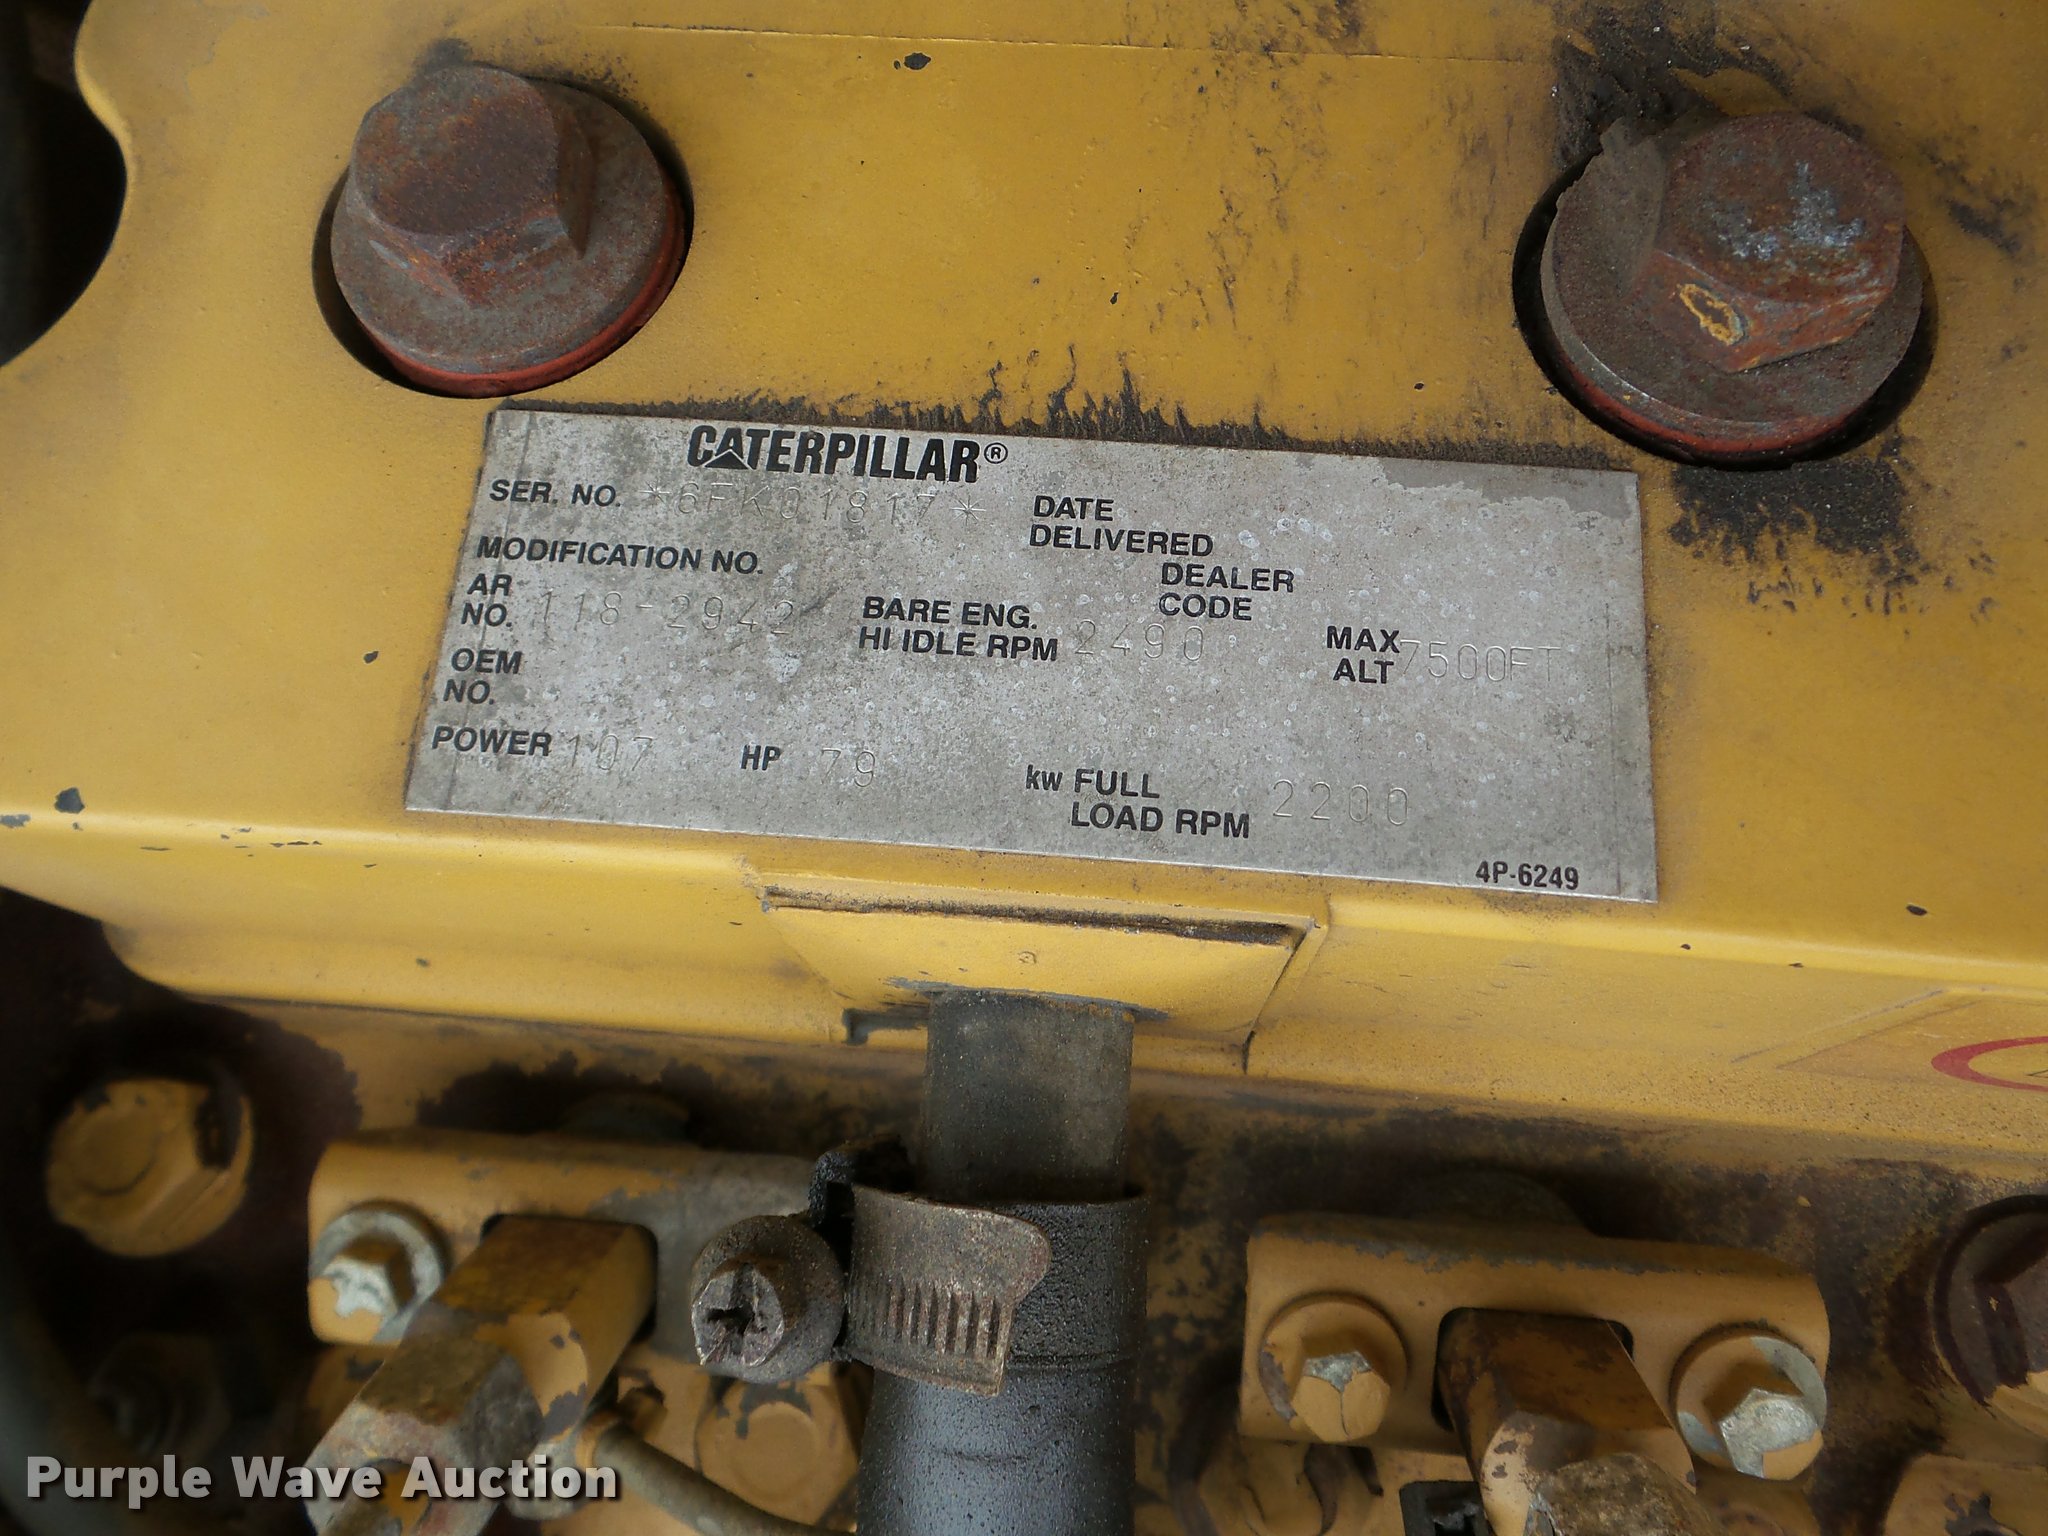 CATERPILLAR®
SER. NO. *6FK01817*
DATE DELIVERED
MODIFICATION NO.
DEALER CODE
AR NO. 118-2942
BARE ENG. HI IDLE RPM 2490
MAX ALT 7500FT
OEM NO.
POWER 107 HP 79 kw
FULL LOAD RPM 2200
4P-6249
Purple Wave Auction